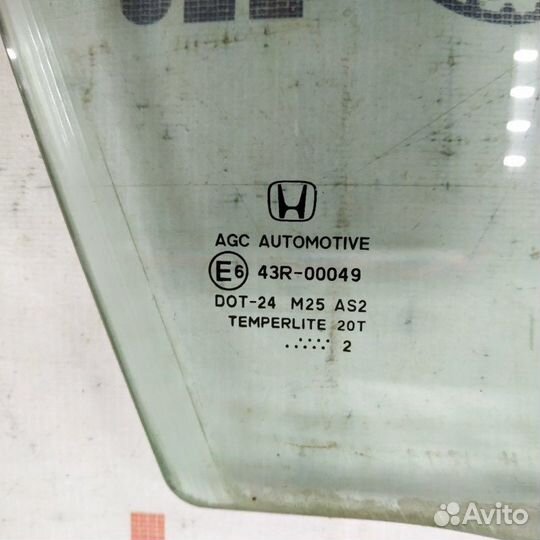 AGC AUTOMOTIVE
E6 43R-00049
DOT-24 M25 AS2
TEMPERLITE 20T
.:::::: 2
Avito